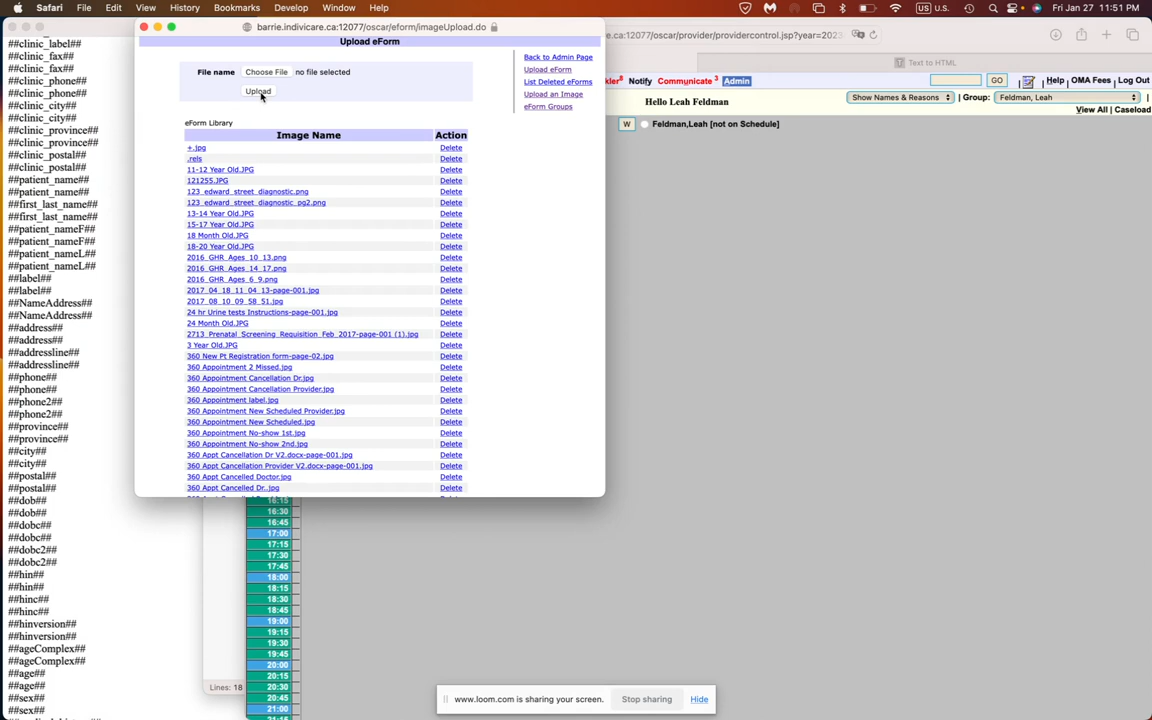 Safari File Edit View History Bookmarks Develop Window Help
U.S.
Fri Jan 27 11:51 PM
barrie.indivicare.ca:12077/oscar/eform/imageUpload.do
e.ca:12077/oscar/provider/providercontrol.jsp?year=2023
Text to HTML
##clinic_label##
##clinic_fax##
##clinic_fax##
##clinic_phone##
##clinic_phone##
##clinic_city##
##clinic_city##
##clinic_province##
##clinic_province##
##clinic_postal##
##clinic_postal##
##patient_name##
##patient_name##
##first_last_name##
##first_last_name##
##patient_nameF##
##patient_nameF##
##patient_nameL##
##patient_nameL##
##label##
##label##
##NameAddress##
##NameAddress##
##address##
##address##
##addressline##
##addressline##
##phone##
##phone##
##phone2##
##phone2##
##province##
##province##
##city##
##city##
##postal##
##postal##
##dob##
##dob##
##dobc##
##dobc##
##dobc2##
##dobc2##
##hin##
##hin##
##hinc##
##hinc##
##hinversion##
##hinversion##
##ageComplex##
##ageComplex##
##age##
##age##
##sex##
##sex##
Upload eForm
File name Choose File no file selected
Upload
Back to Admin Page
Upload eForm
List Deleted eForms
Upload an Image
eForm Groups
eForm Library
Image Name Action
+.jpg Delete
.rels Delete
11-12 Year Old.JPG Delete
121255.JPG Delete
123_edward_street_diagnostic.png Delete
123_edward_street_diagnostic_pg2.png Delete
13-14 Year Old.JPG Delete
15-17 Year Old.JPG Delete
18 Month Old.JPG Delete
18-20 Year Old.JPG Delete
2016_GHR_Ages_10_13.png Delete
2016_GHR_Ages_14_17.png Delete
2016_GHR_Ages_6_9.png Delete
2017_04_18_11_04_13-page-001.jpg Delete
2017_08_10_09_58_51.jpg Delete
24 hr Urine tests Instructions-page-001.jpg Delete
24 Month Old.JPG Delete
2713_Prenatal_Screening_Requisition_Feb_2017-page-001 (1).jpg Delete
3 Year Old.JPG Delete
360 New Pt Registration form-page-02.jpg Delete
360 Appointment 2 Missed.jpg Delete
360 Appointment Cancellation Dr.jpg Delete
360 Appointment Cancellation Provider.jpg Delete
360 Appointment label.jpg Delete
360 Appointment New Scheduled Provider.jpg Delete
360 Appointment New Scheduled.jpg Delete
360 Appointment No-show 1st.jpg Delete
360 Appointment No-show 2nd.jpg Delete
360 Appt Cancellation Dr V2.docx-page-001.jpg Delete
360 Appt Cancellation Provider V2.docx-page-001.jpg Delete
360 Appt Cancelled Doctor.jpg Delete
360 Appt Cancelled Dr..jpg Delete
kler8 Notify Communicate 3 Admin
GO
Help OMA Fees | Log Out
Hello Leah Feldman
Show Names & Reasons | Group: Feldman, Leah |
View All | Caseload
W Feldman,Leah [not on Schedule]
16:15
16:30
16:45
17:00
17:15
17:30
17:45
18:00
18:15
18:30
18:45
19:00
19:15
19:30
19:45
20:00
20:15
20:30
20:45
21:00
Lines: 18
www.loom.com is sharing your screen. Stop sharing Hide